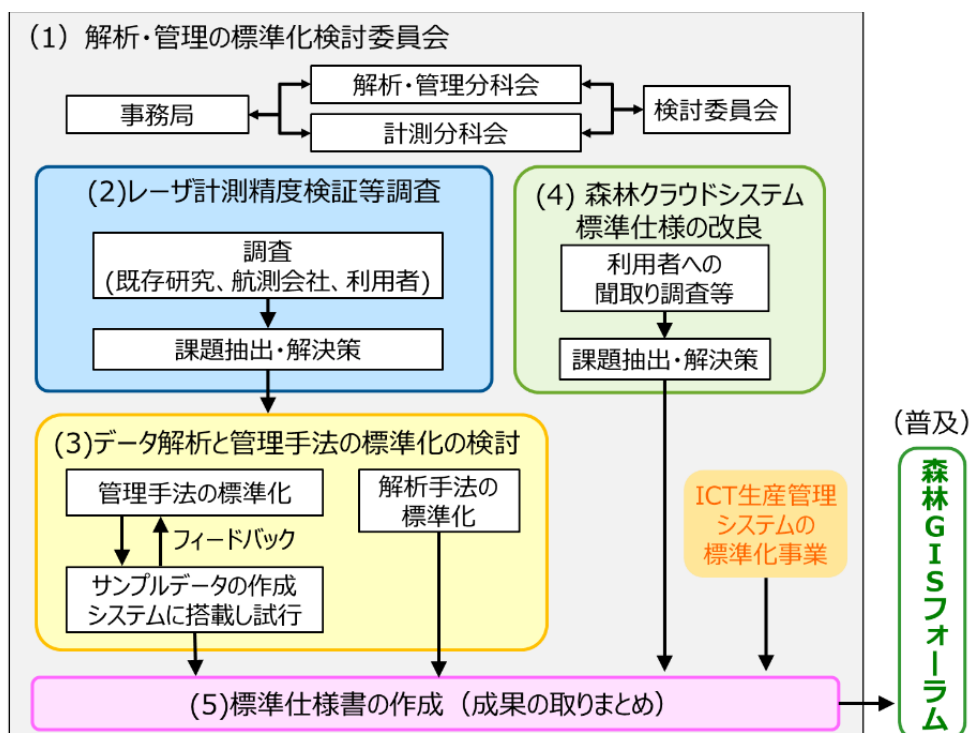 (1) 解析・管理の標準化検討委員会
事務局
解析・管理分科会
計測分科会
検討委員会
(2)レーザ計測精度検証等調査
調査
(既存研究、航測会社、利用者)
課題抽出・解決策
(4) 森林クラウドシステム
標準仕様の改良
利用者への
聞取り調査等
課題抽出・解決策
(3)データ解析と管理手法の標準化の検討
管理手法の標準化
フィードバック
サンプルデータの作成
システムに搭載し試行
解析手法の
標準化
ICT生産管理
システムの
標準化事業
(5)標準仕様書の作成（成果の取りまとめ）
(普及)
森林GISフォーラム